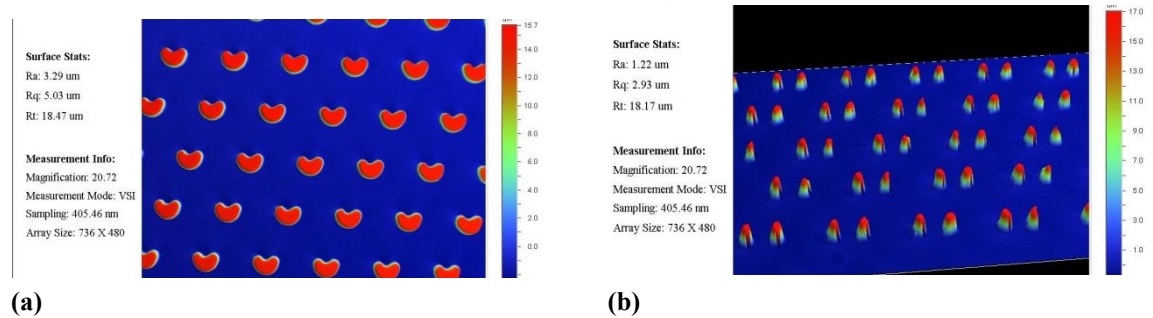 um
15.7
14.0
12.0
10.0
8.0
6.0
4.0
2.0
0.0
Surface Stats:
Ra: 3.29 um
Rq: 5.03 um
Rt: 18.47 um
Measurement Info:
Magnification: 20.72
Measurement Mode: VSI
Sampling: 405.46 nm
Array Size: 736 X 480
(a)
um
17.0
15.0
13.0
11.0
9.0
7.0
5.0
3.0
1.0
Surface Stats:
Ra: 1.22 um
Rq: 2.93 um
Rt: 18.17 um
Measurement Info:
Magnification: 20.72
Measurement Mode: VSI
Sampling: 405.46 nm
Array Size: 736 X 480
(b)